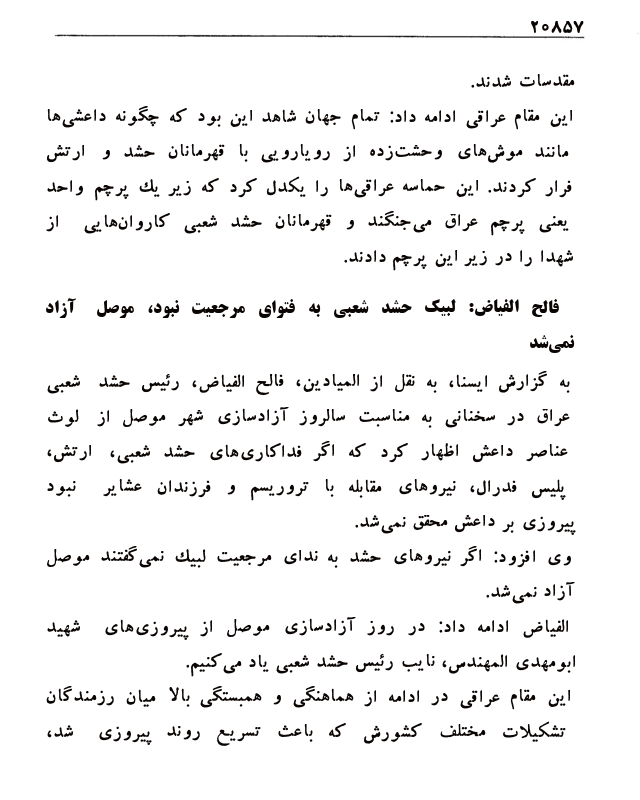 ۲۰۸۵۷
مقدسات شدند.
این مقام عراقی ادامه داد: تمام جهان شاهد این بود که چگونه داعشی‌ها
مانند موش‌های وحشت‌زده از رویارویی با قهرمانان حشد و ارتش
فرار کردند. این حماسه عراقی‌ها را یکدل کرد که زیر یك پرچم واحد
یعنی پرچم عراق می‌جنگند و قهرمانان حشد شعبی کاروان‌هایی از
شهدا را در زیر این پرچم دادند.
فالح الفیاض: لبیک حشد شعبی به فتوای مرجعیت نبود، موصل آزاد
نمی‌شد
به گزارش ایسنا، به نقل از المیادین، فالح الفیاض، رئیس حشد شعبی
عراق در سخنانی به مناسبت سالروز آزادسازی شهر موصل از لوث
عناصر داعش اظهار کرد که اگر فداکاری‌های حشد شعبی، ارتش،
پلیس فدرال، نیروهای مقابله با تروریسم و فرزندان عشایر نبود
پیروزی بر داعش محقق نمی‌شد.
وی افزود: اگر نیروهای حشد به ندای مرجعیت لبیك نمی‌گفتند موصل
آزاد نمی‌شد.
الفیاض ادامه داد: در روز آزادسازی موصل از پیروزی‌های شهید
ابومهدی المهندس، نایب رئیس حشد شعبی یاد می‌کنیم.
این مقام عراقی در ادامه از هماهنگی و همبستگی بالا میان رزمندگان
تشکیلات مختلف کشورش که باعث تسریع روند پیروزی شد،